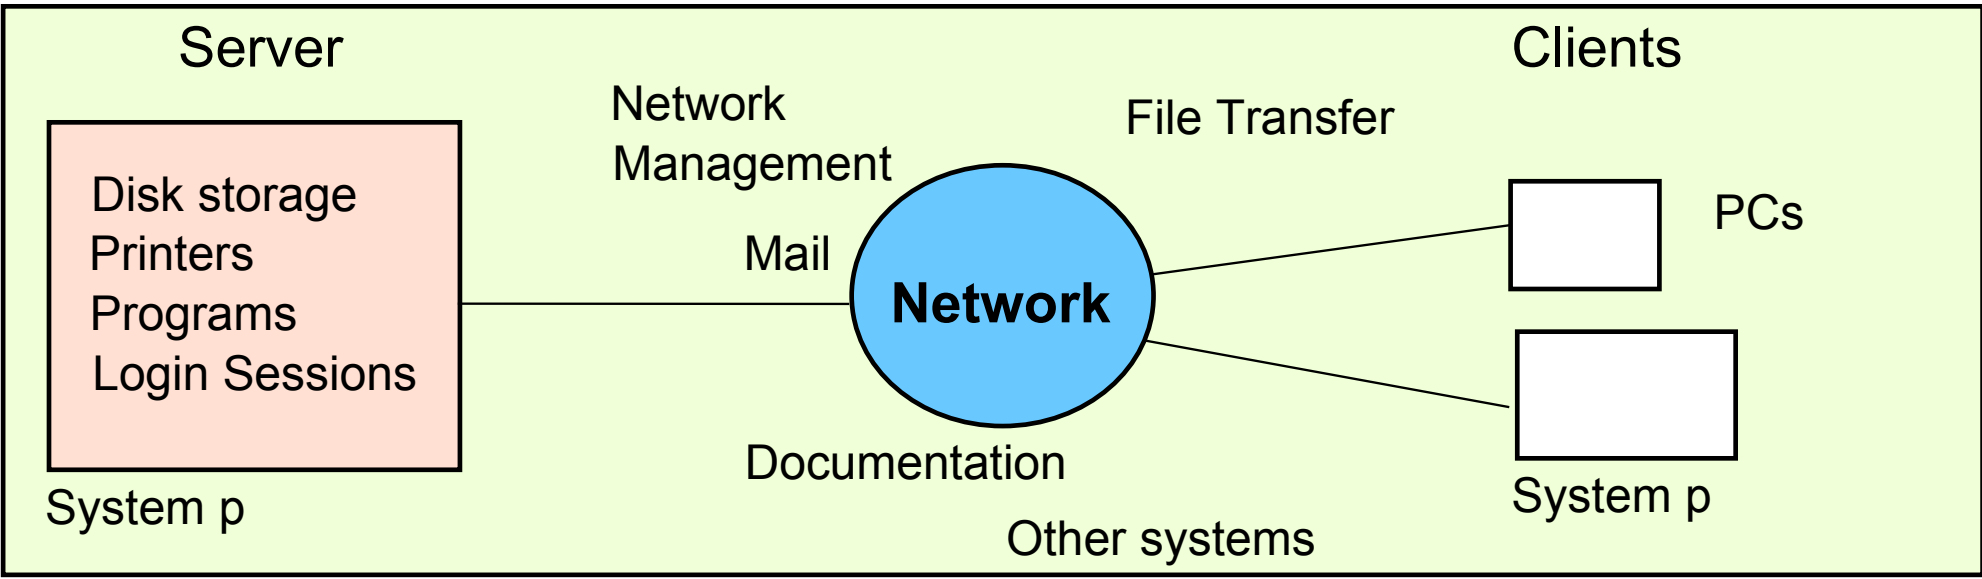 Server
Clients
Network
Management
File Transfer
Disk storage
Printers
Programs
Login Sessions
Mail
Network
PCs
Documentation
System p
System p
Other systems